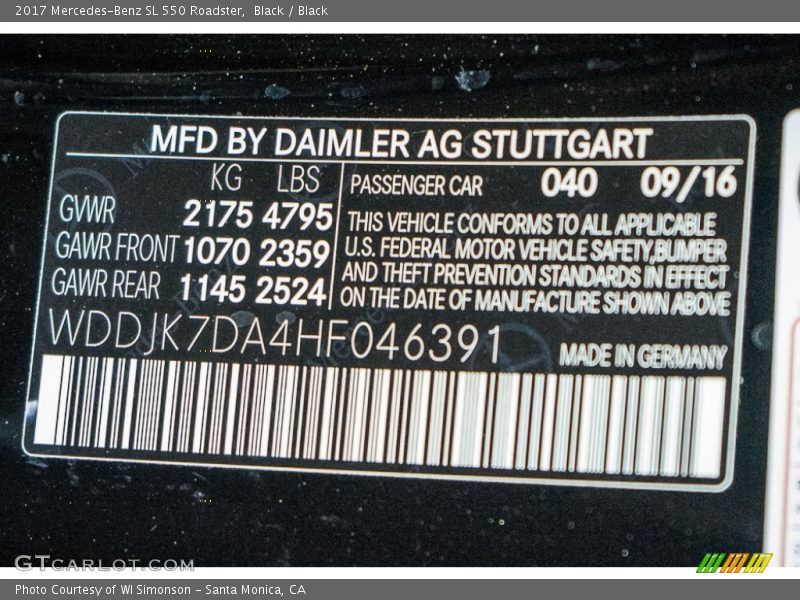 2017 Mercedes-Benz SL 550 Roadster, Black / Black
MFD BY DAIMLER AG STUTTGART
KG LBS
GVWR 2175 4795
GAWR FRONT 1070 2359
GAWR REAR 1145 2524
PASSENGER CAR 040 09/16
THIS VEHICLE CONFORMS TO ALL APPLICABLE
U.S. FEDERAL MOTOR VEHICLE SAFETY,BUMPER
AND THEFT PREVENTION STANDARDS IN EFFECT
ON THE DATE OF MANUFACTURE SHOWN ABOVE
WDDJK7DA4HF046391
MADE IN GERMANY
GTCARLOT.COM
Photo Courtesy of WI Simonson - Santa Monica, CA